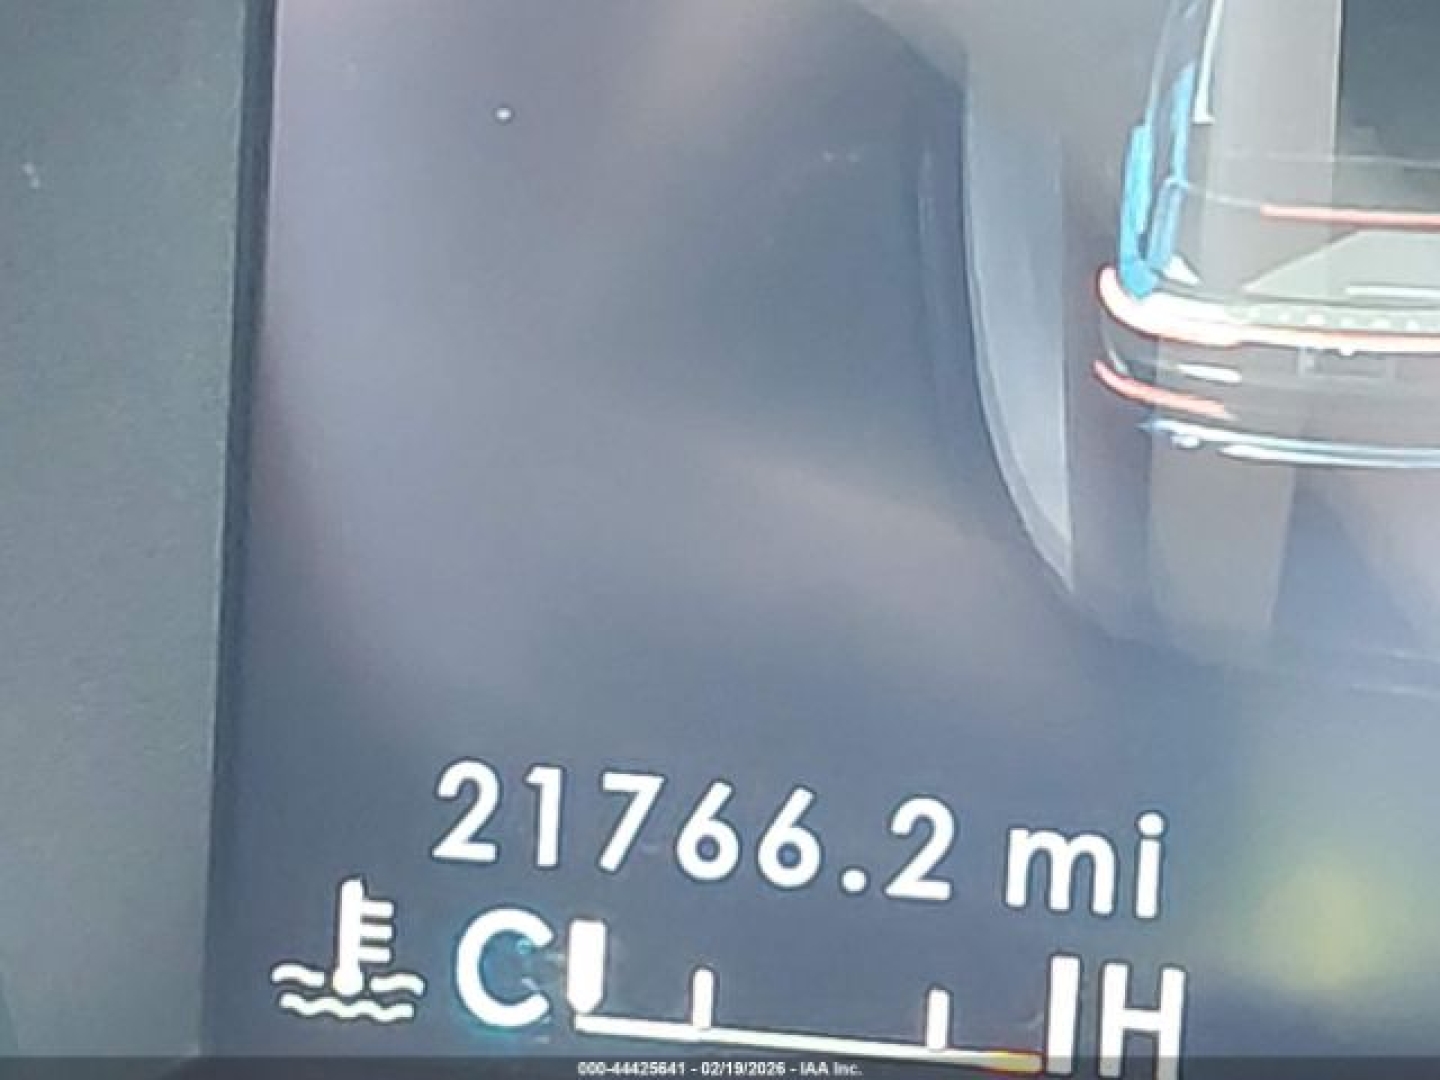 21766.2 mi
C H
000-44425641 - 02/19/2026 - IAA Inc.